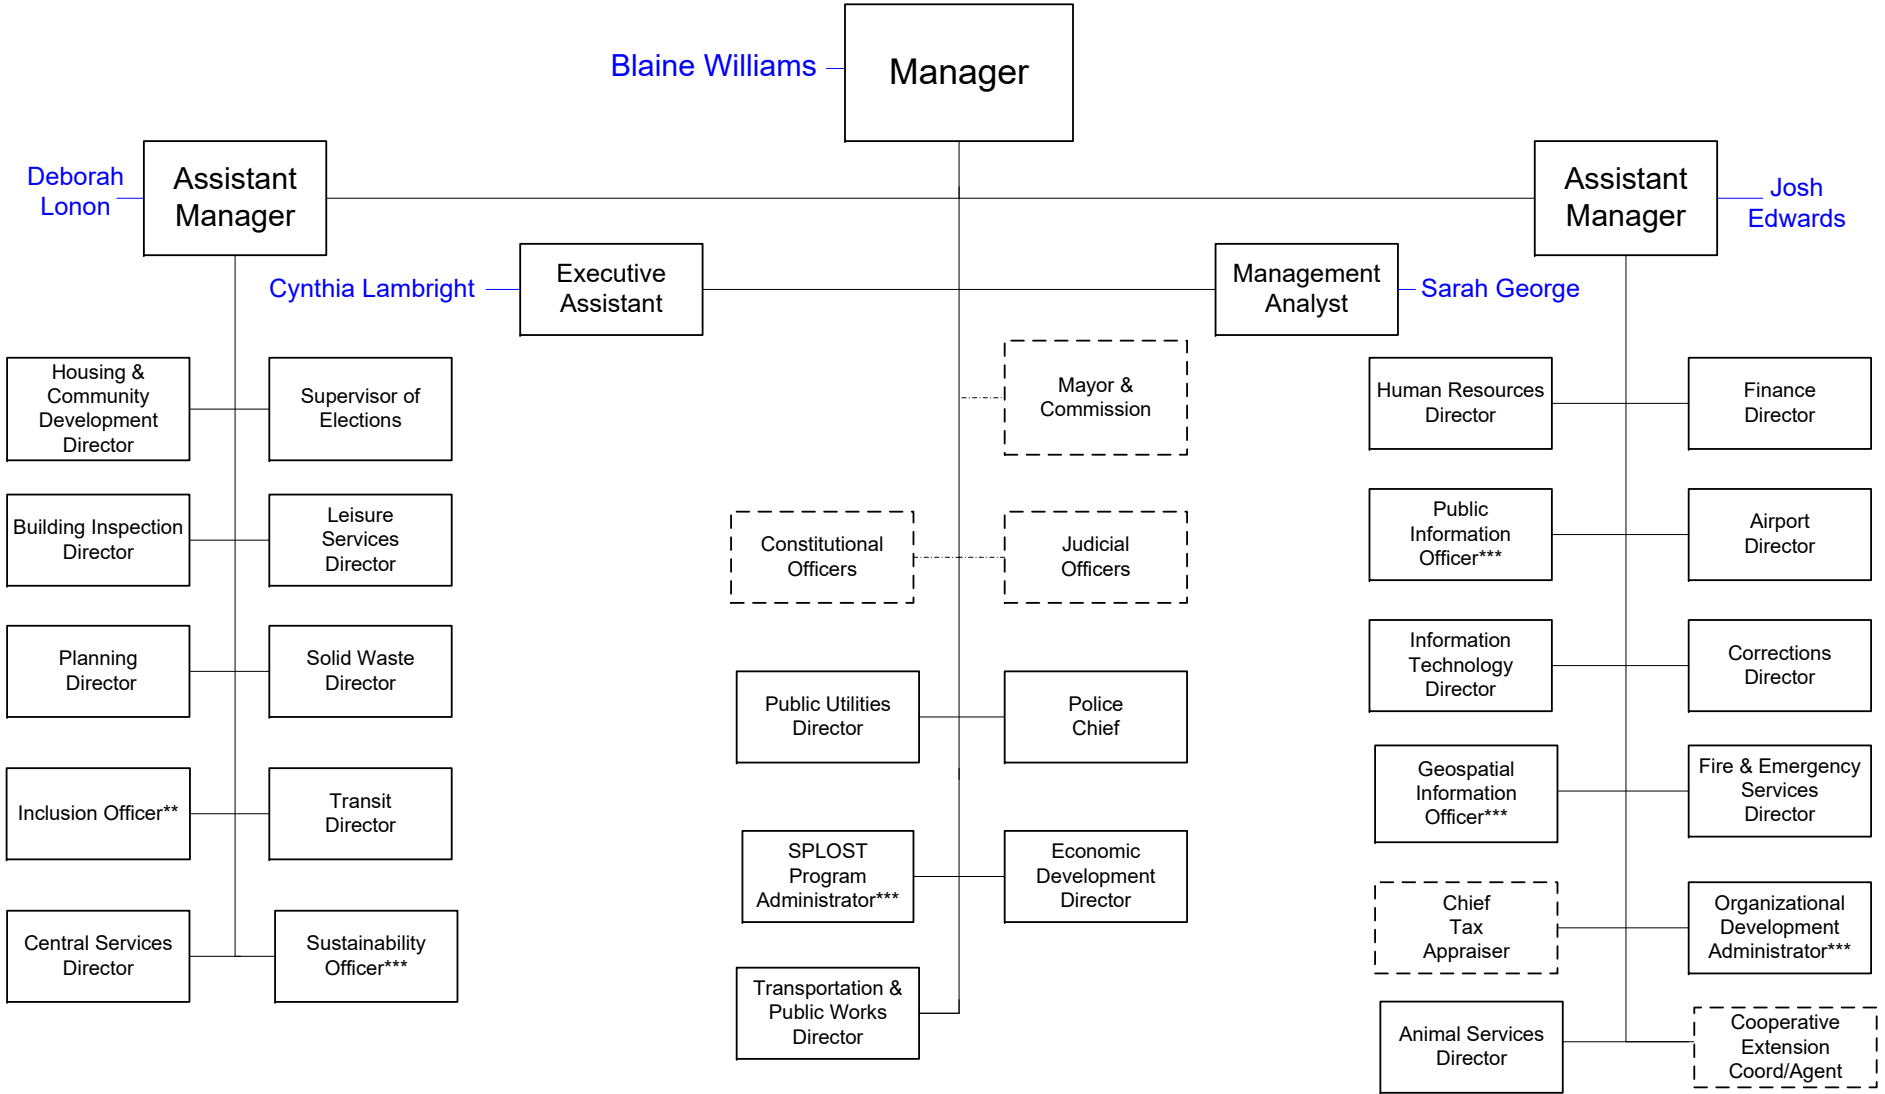 Blaine Williams
Manager
Deborah
Lonon
Assistant
Manager
Assistant
Manager
Josh
Edwards
Cynthia Lambright
Executive
Assistant
Management
Analyst
Sarah George
Housing &
Community
Development
Director
Supervisor of
Elections
Building Inspection
Director
Leisure
Services
Director
Planning
Director
Solid Waste
Director
Inclusion Officer**
Transit
Director
Central Services
Director
Sustainability
Officer***
Mayor &
Commission
Constitutional
Officers
Judicial
Officers
Public Utilities
Director
Police
Chief
SPLOST
Program
Administrator***
Economic
Development
Director
Transportation &
Public Works
Director
Human Resources
Director
Finance
Director
Public
Information
Officer***
Airport
Director
Information
Technology
Director
Corrections
Director
Geospatial
Information
Officer***
Fire & Emergency
Services
Director
Chief
Tax
Appraiser
Organizational
Development
Administrator***
Animal Services
Director
Cooperative
Extension
Coord/Agent